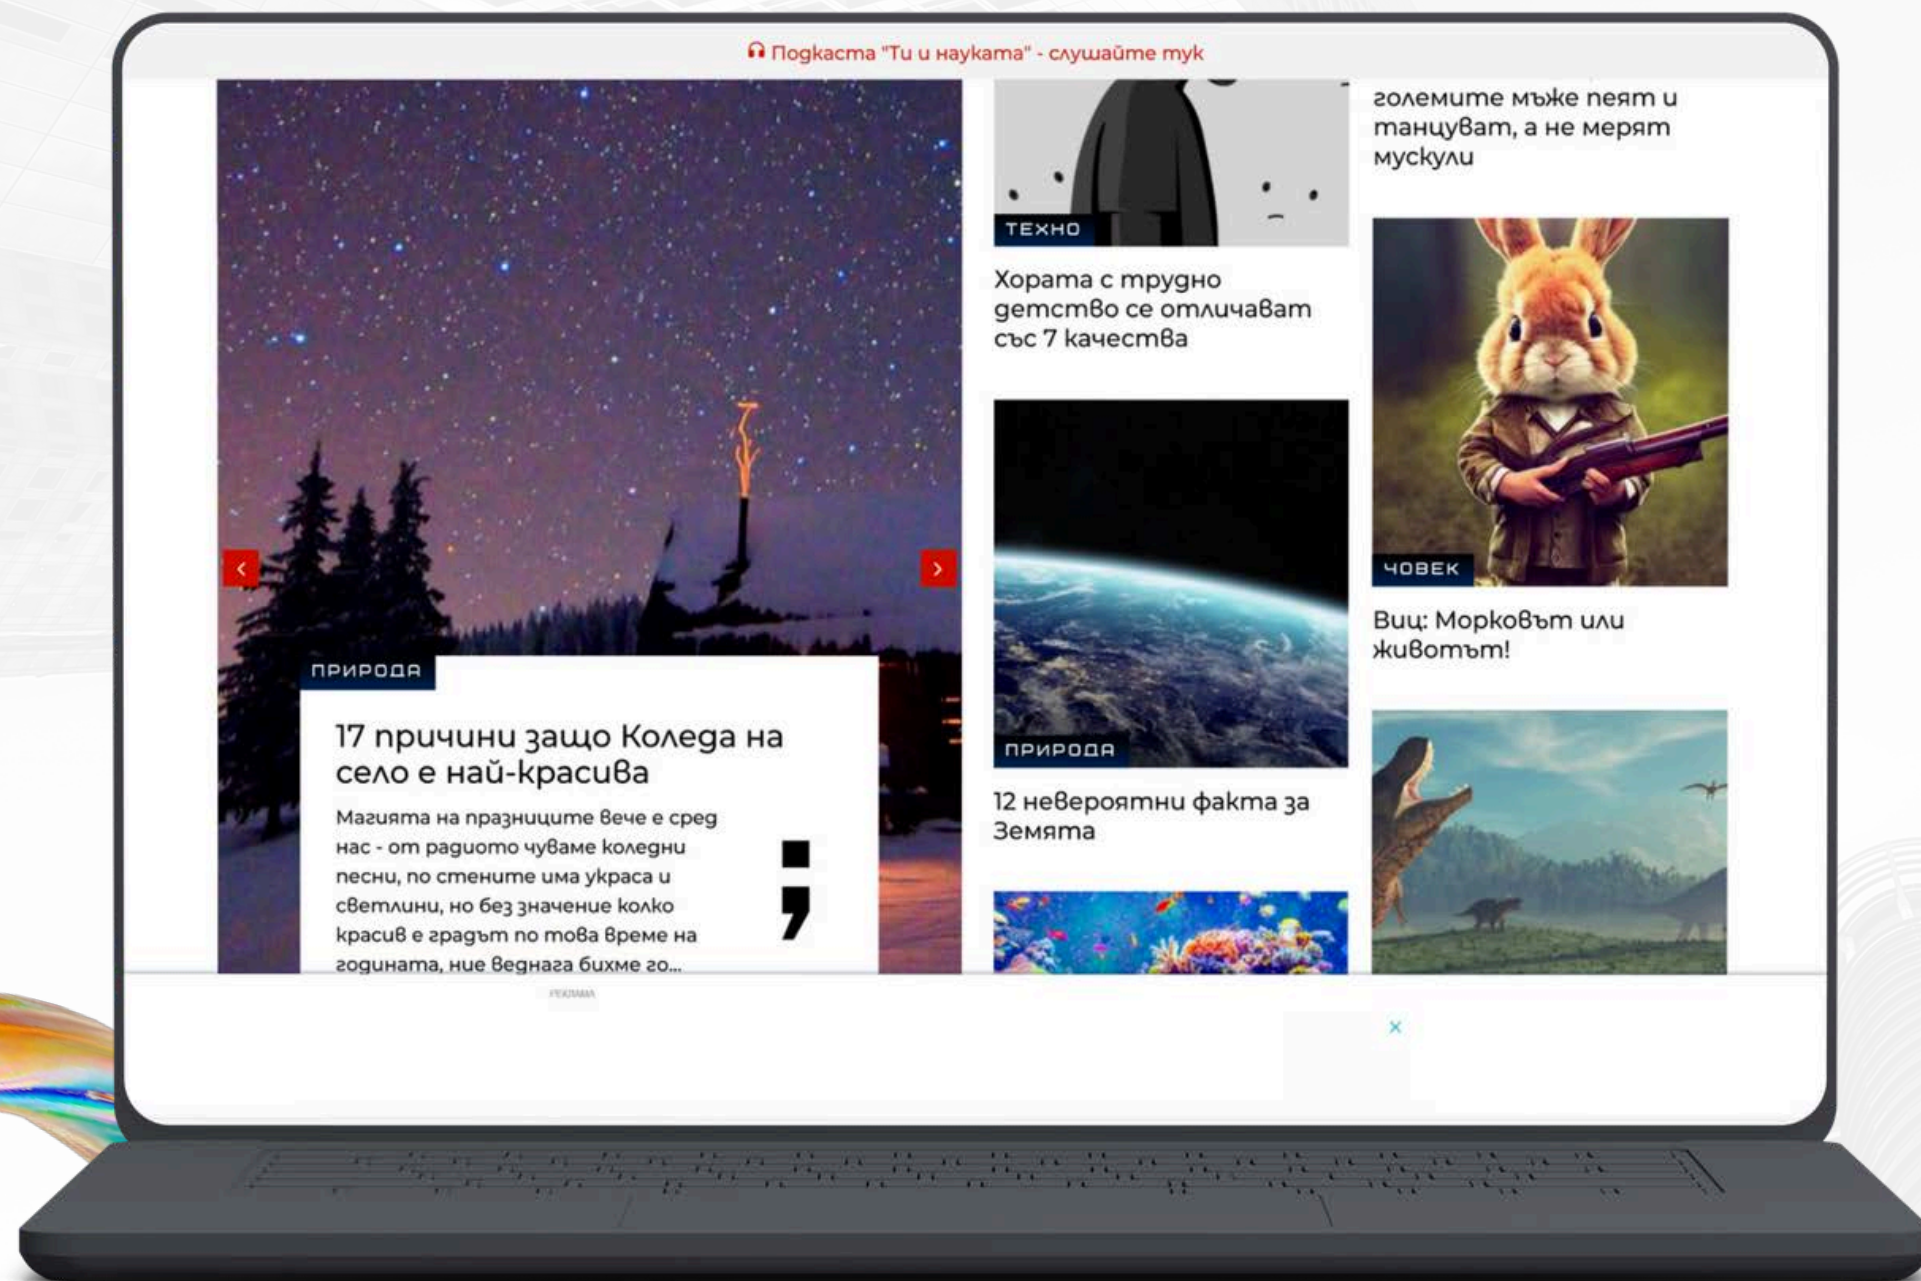 Подкаста "Ти и науката" - слушайте тук
ПРИРОДА
17 причини защо Коледа на
село е най-красива
Магията на празниците вече е сред
нас - от радиото чуваме коледни
песни, по стените има украса и
светлини, но без значение колко
красив е градът по това време на
годината, ние веднага бихме го...
ТЕХНО
Хората с трудно
детство се отличават
със 7 качества
ПРИРОДА
12 невероятни факта за
Земята
големите мъже пеят и
танцуват, а не мерят
мускули
ЧОВЕК
Виц: Морковът или
животът!
РЕКЛАМА